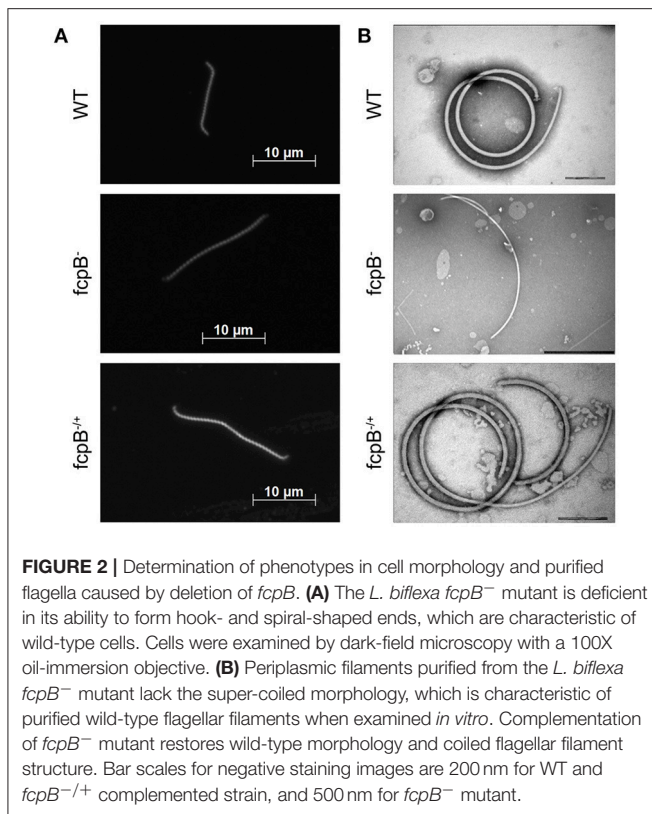 A
B
WT
10 μm
fcpB-
10 μm
fcpB-/+
10 μm
FIGURE 2 | Determination of phenotypes in cell morphology and purified
flagella caused by deletion of fcpB. (A) The L. biflexa fcpB− mutant is deficient
in its ability to form hook- and spiral-shaped ends, which are characteristic of
wild-type cells. Cells were examined by dark-field microscopy with a 100X
oil-immersion objective. (B) Periplasmic filaments purified from the L. biflexa
fcpB− mutant lack the super-coiled morphology, which is characteristic of
purified wild-type flagellar filaments when examined in vitro. Complementation
of fcpB− mutant restores wild-type morphology and coiled flagellar filament
structure. Bar scales for negative staining images are 200 nm for WT and
fcpB−/+ complemented strain, and 500 nm for fcpB− mutant.